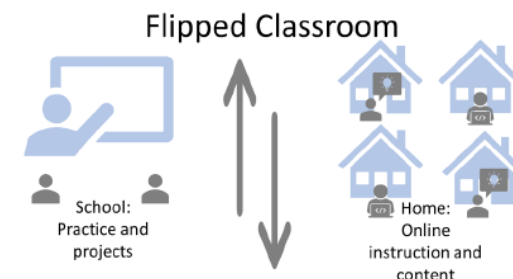 Flipped Classroom
School:
Practice and
projects
Home:
Online
instruction and
content